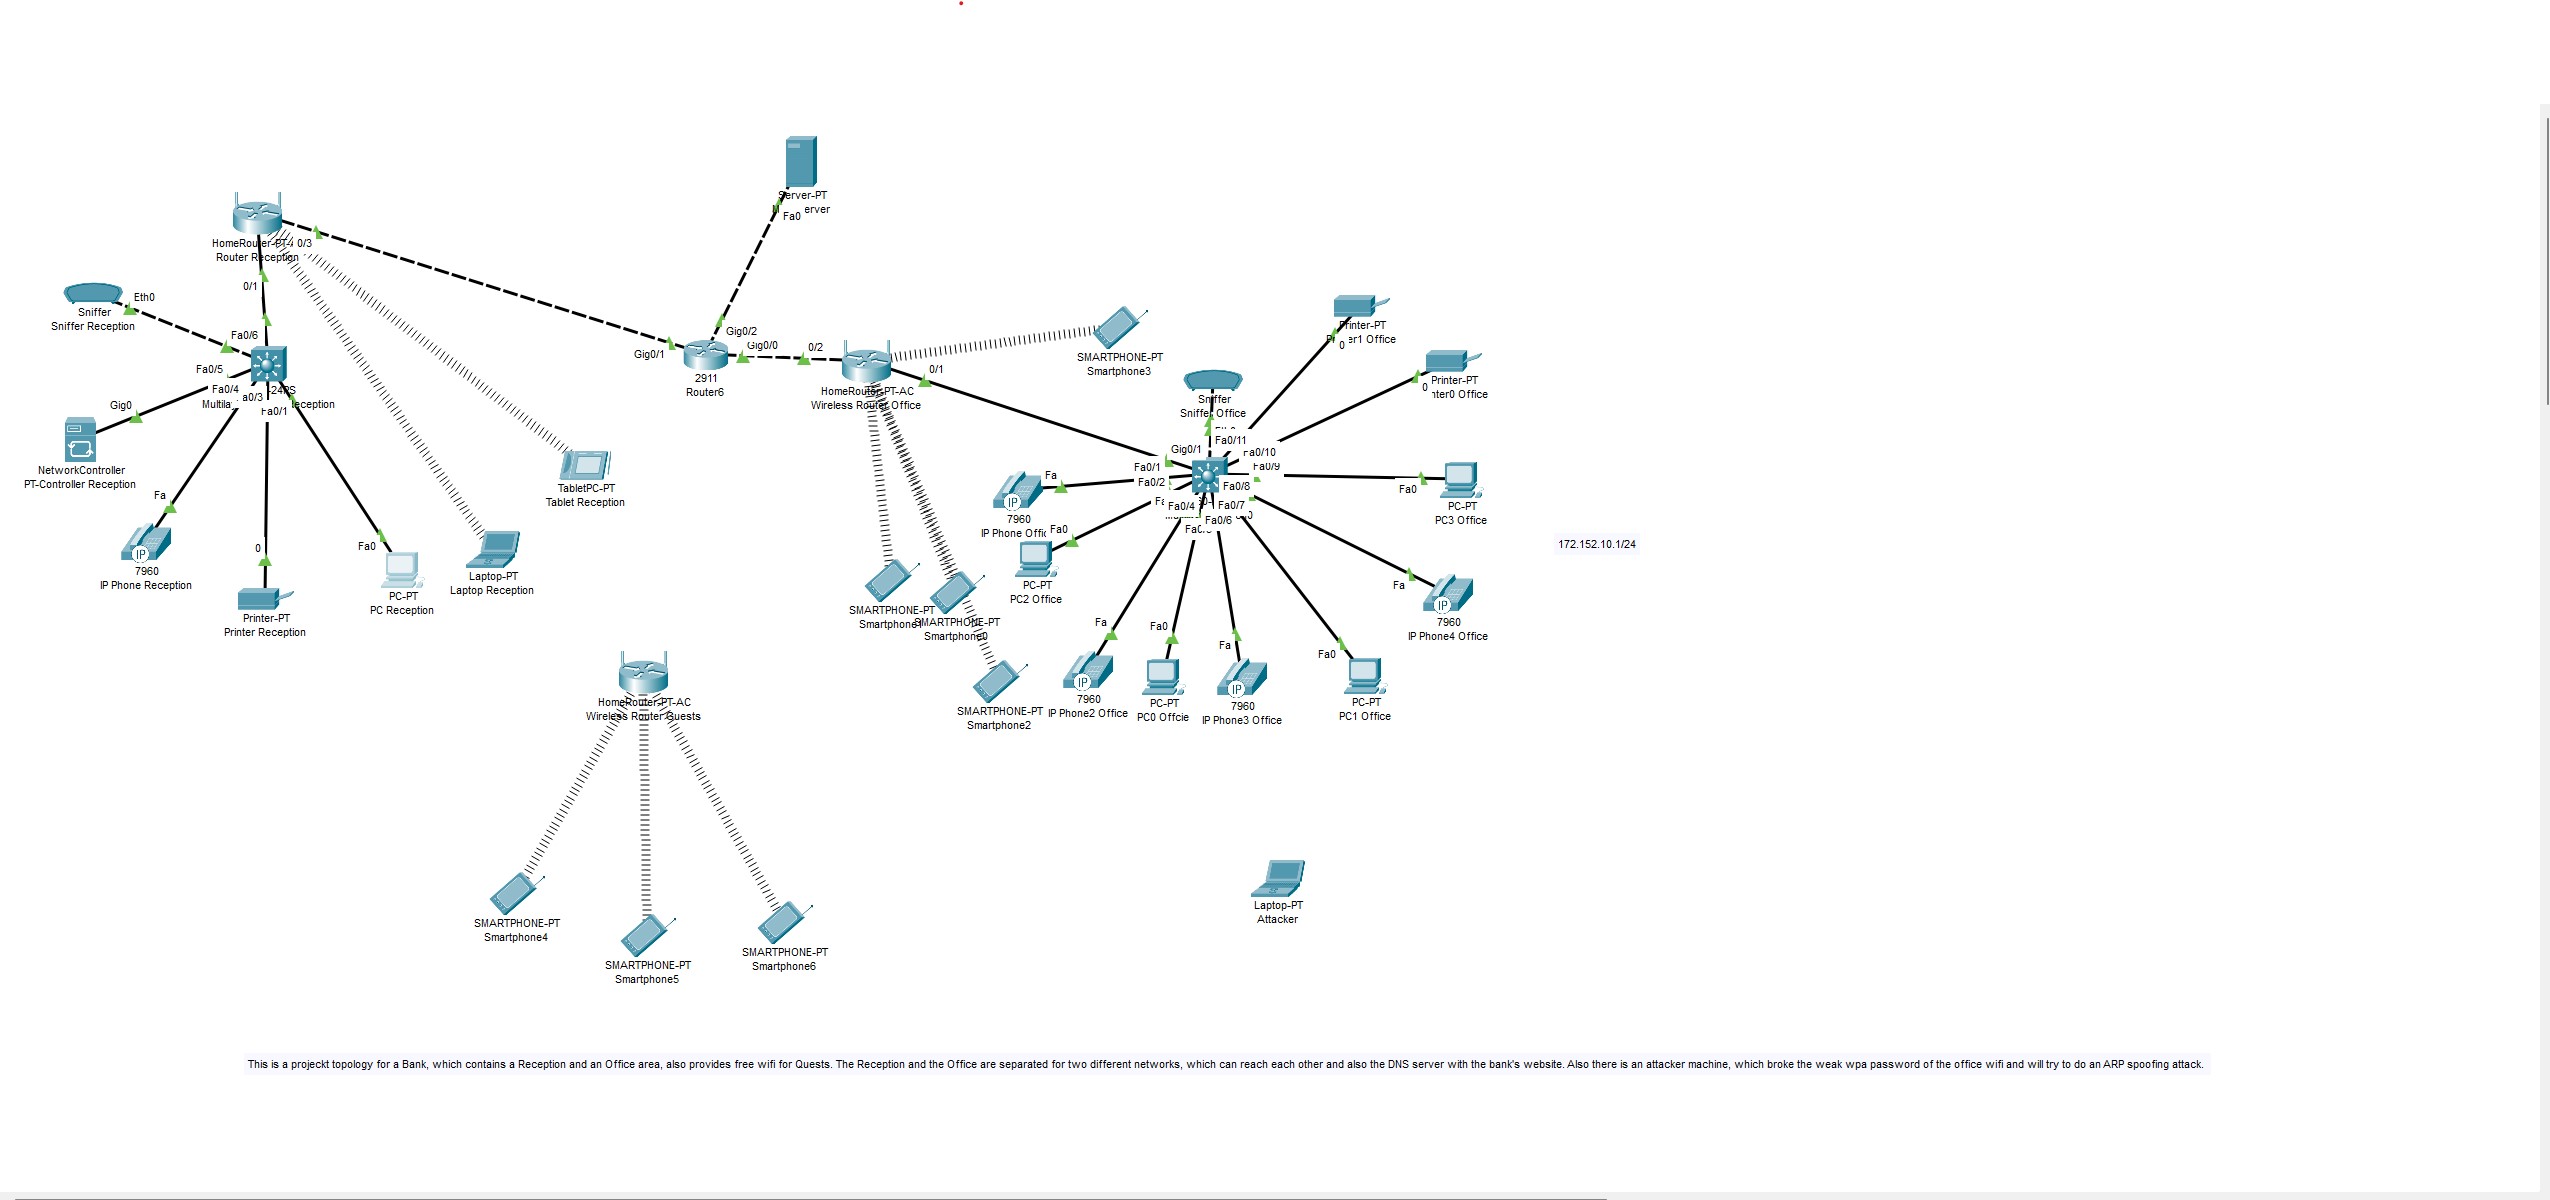 Server-PT
erver
Fa0
HomeRouter-PT-
0/3
Router Reception
0/1
Eth0
Sniffer
Sniffer Reception
Fa0/6
Fa0/5
Fa0/4
a0/3
Fa0/1
Multila
eception
Gig0
NetworkController
PT-Controller Reception
Fa
7960
IP Phone Reception
0
Printer-PT
Printer Reception
Fa0
PC-PT
PC Reception
Laptop-PT
Laptop Reception
TabletPC-PT
Tablet Reception
Gig0/1
Gig0/2
Gig0/0
0/2
2911
Router6
HomeRouter-PT-AC
Wireless Router Office
0/1
SMARTPHONE-PT
Smartphone3
Sniffer
Sniffer Office
Printer-PT
er1 Office
0
Printer-PT
nter0 Office
0
Fa0/11
Gig0/1
Fa0/10
Fa0/9
Fa0/1
Fa0/2
Fa0/8
Fa0/4
Fa0/7
Fa0/6
Fa
7960
IP Phone Offic
Fa0
PC-PT
PC2 Office
Fa0
PC-PT
PC3 Office
172.152.10.1/24
Fa
7960
IP Phone4 Office
SMARTPHONE-PT
Smartphone1
SMARTPHONE-PT
Smartphone0
SMARTPHONE-PT
Smartphone2
Fa
7960
IP Phone2 Office
Fa0
PC-PT
PC0 Offcie
Fa
7960
IP Phone3 Office
Fa0
PC-PT
PC1 Office
HomeRouter-PT-AC
Wireless Router Guests
SMARTPHONE-PT
Smartphone4
SMARTPHONE-PT
Smartphone5
SMARTPHONE-PT
Smartphone6
Laptop-PT
Attacker
This is a projeckt topology for a Bank, which contains a Reception and an Office area, also provides free wifi for Quests. The Reception and the Office are separated for two different networks, which can reach each other and also the DNS server with the bank's website. Also there is an attacker machine, which broke the weak wpa password of the office wifi and will try to do an ARP spoofing attack.